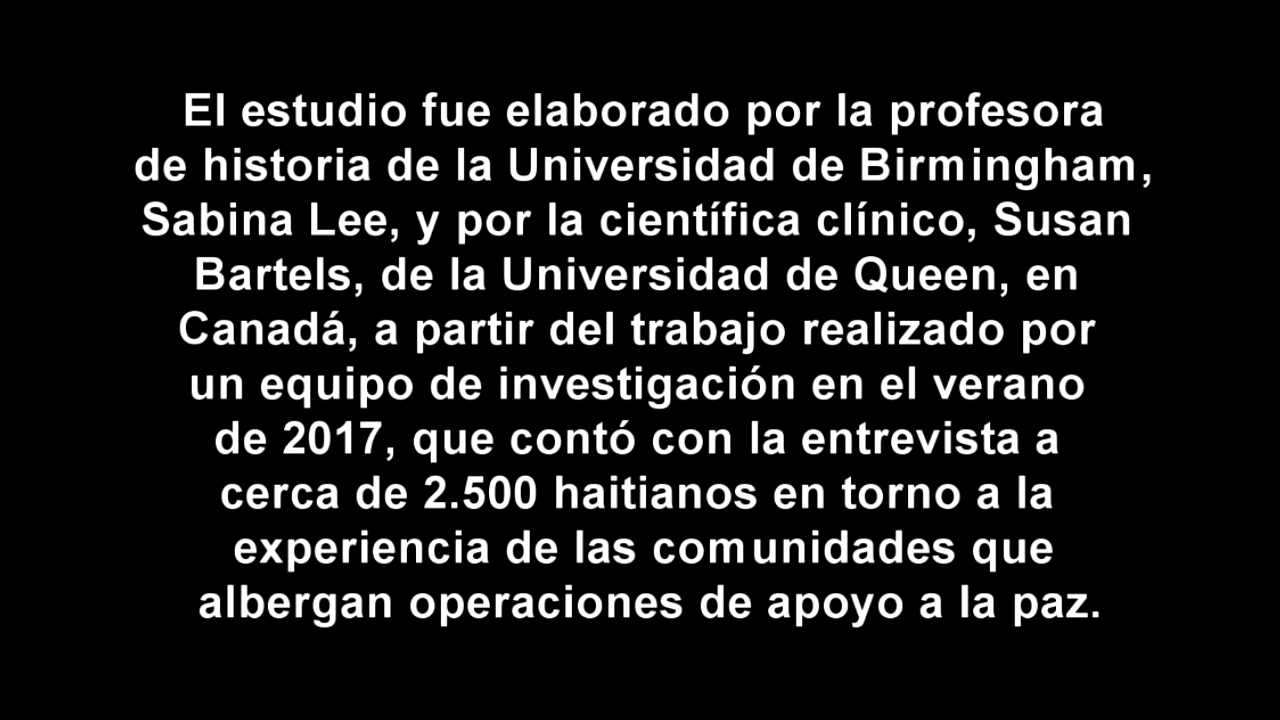 El estudio fue elaborado por la profesora
de historia de la Universidad de Birmingham,
Sabina Lee, y por la científica clínico, Susan
Bartels, de la Universidad de Queen, en
Canadá, a partir del trabajo realizado por
un equipo de investigación en el verano
de 2017, que contó con la entrevista a
cerca de 2.500 haitianos en torno a la
experiencia de las comunidades que
albergan operaciones de apoyo a la paz.